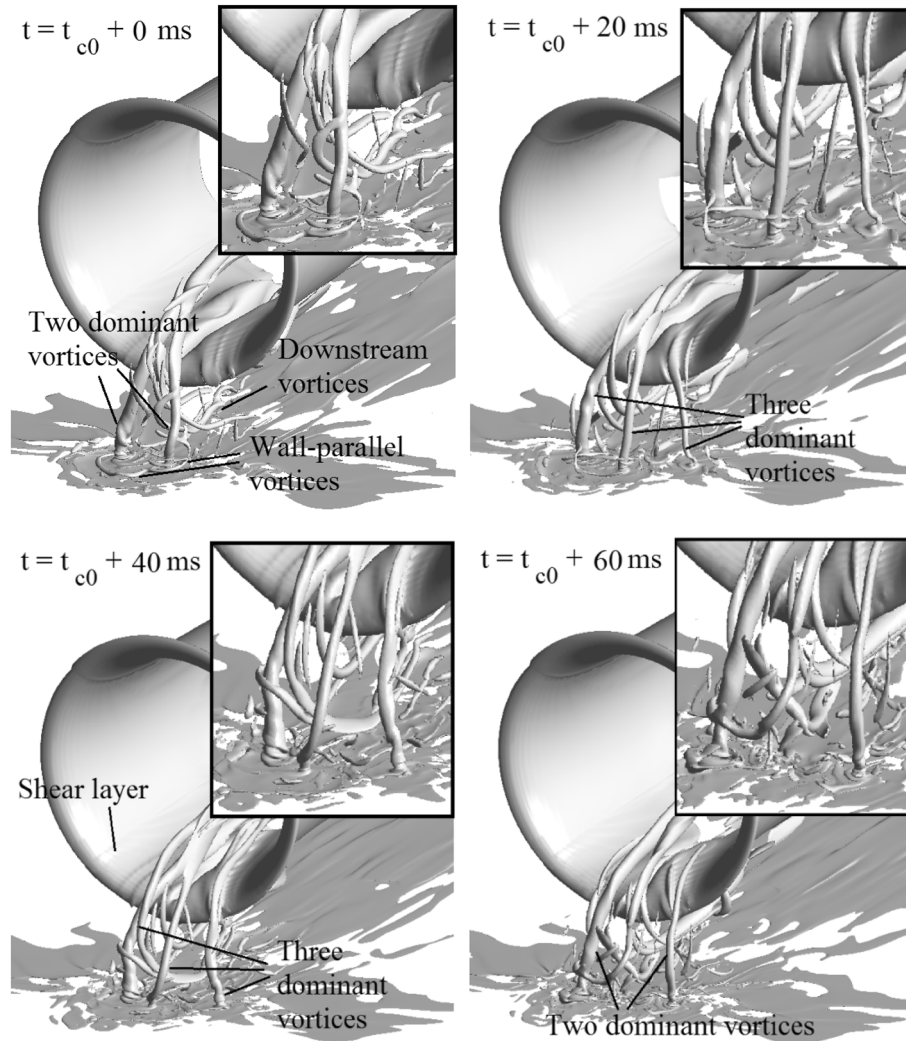 t = t c0 + 0 ms
t = t c0 + 20 ms
Two dominant
vortices
Downstream
vortices
Wall-parallel
vortices
Three
dominant
vortices
t = t c0 + 40 ms
t = t c0 + 60 ms
Shear layer
Three
dominant
vortices
Two dominant vortices